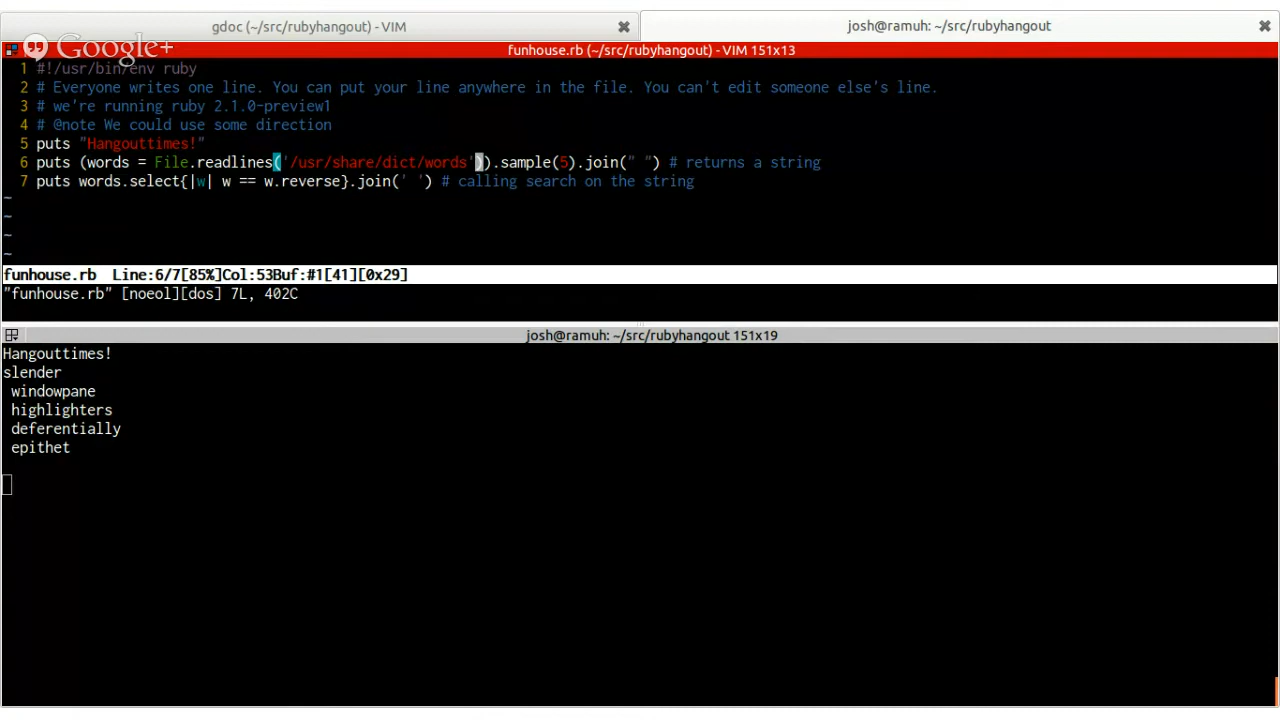 gdoc (~/src/rubyhangout) - VIM
josh@ramuh: ~/src/rubyhangout
Google+
funhouse.rb (~/src/rubyhangout) - VIM 151x13
1 #!/usr/bin/env ruby
2 # Everyone writes one line. You can put your line anywhere in the file. You can't edit someone else's line.
3 # we're running ruby 2.1.0-preview1
4 # @note We could use some direction
5 puts "Hangouttimes!"
6 puts (words = File.readlines('/usr/share/dict/words')).sample(5).join(" ") # returns a string
7 puts words.select{|w| w == w.reverse}.join(' ') # calling search on the string
~
~
~
~
funhouse.rb  Line:6/7[85%]Col:53Buf:#1[41][0x29]
"funhouse.rb" [noeol][dos] 7L, 402C
josh@ramuh: ~/src/rubyhangout 151x19
Hangouttimes!
slender
windowpane
highlighters
deferentially
epithet